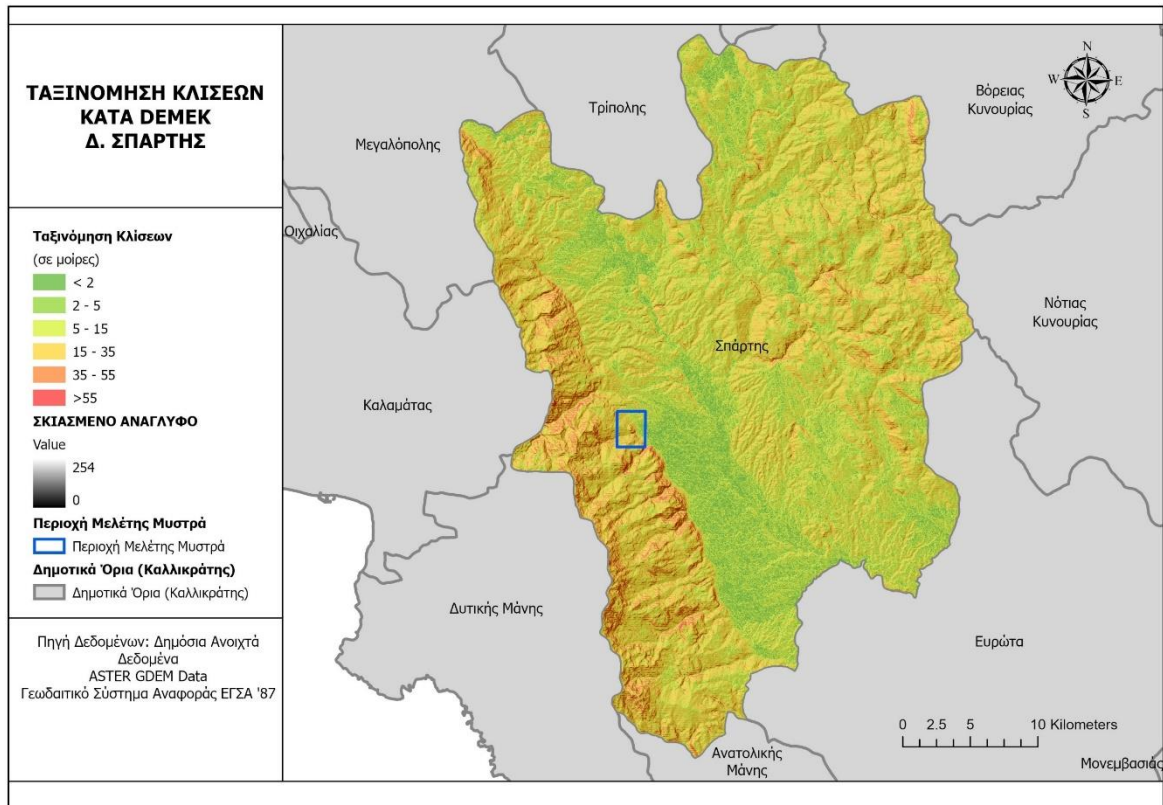 ΤΑΞΙΝΟΜΗΣΗ ΚΛΙΣΕΩΝ
ΚΑΤΑ DEMEK
Δ. ΣΠΑΡΤΗΣ
Ταξινόμηση Κλίσεων
(σε μοίρες)
< 2
2 - 5
5 - 15
15 - 35
35 - 55
>55
ΣΚΙΑΣΜΕΝΟ ΑΝΑΓΛΥΦΟ
Value
254
0
Περιοχή Μελέτης Μυστρά
Περιοχή Μελέτης Μυστρά
Δημοτικά Όρια (Καλλικράτης)
Δημοτικά Όρια (Καλλικράτης)
Πηγή Δεδομένων: Δημόσια Ανοιχτά
Δεδομένα
ASTER GDEM Data
Γεωδαιτικό Σύστημα Αναφοράς ΕΓΣΑ '87
N
W E
S
Τρίπολης
Βόρειας
Κυνουρίας
Μεγαλόπολης
Οιχαλίας
Νότιας
Κυνουρίας
Σπάρτης
Καλαμάτας
Δυτικής Μάνης
Ευρώτα
Ανατολικής
Μάνης
Μονεμβασιάς
0 2.5 5 10 Kilometers